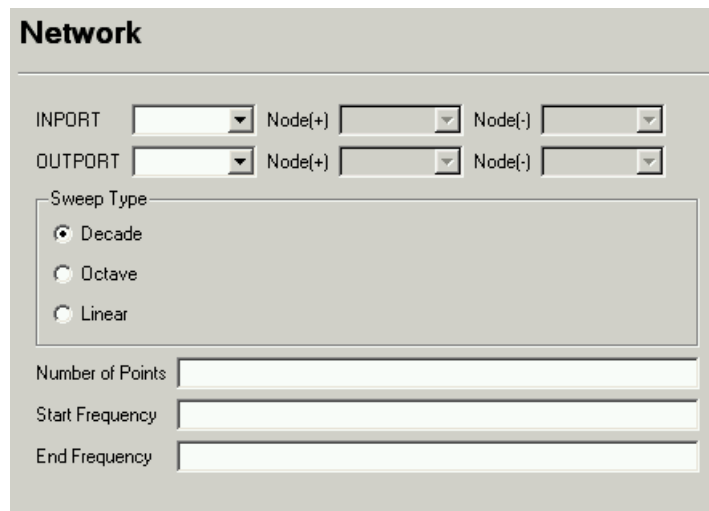 Network
INPORT Node(+) Node(-)
OUTPORT Node(+) Node(-)
Sweep Type
Decade
Octave
Linear
Number of Points
Start Frequency
End Frequency